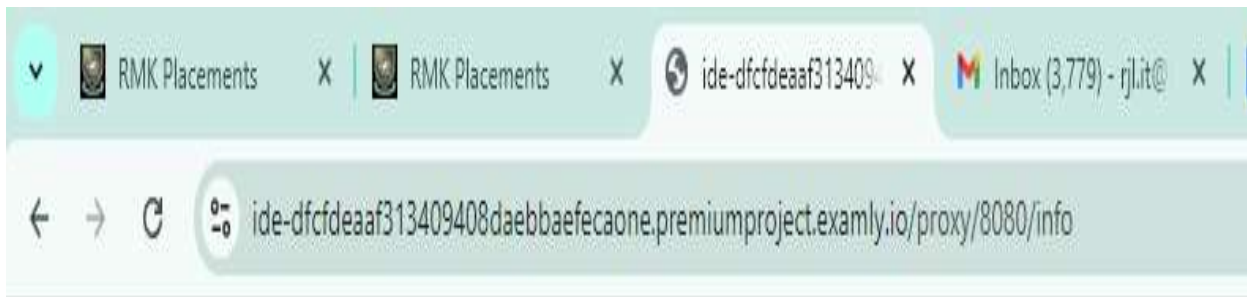 RMK Placements RMK Placements ide-dfcfdeaaf313409 Inbox (3,779) - rjl.it@
ide-dfcfdeaaf313409408daebbaefecaone.premiumproject.examly.io/proxy/8080/info